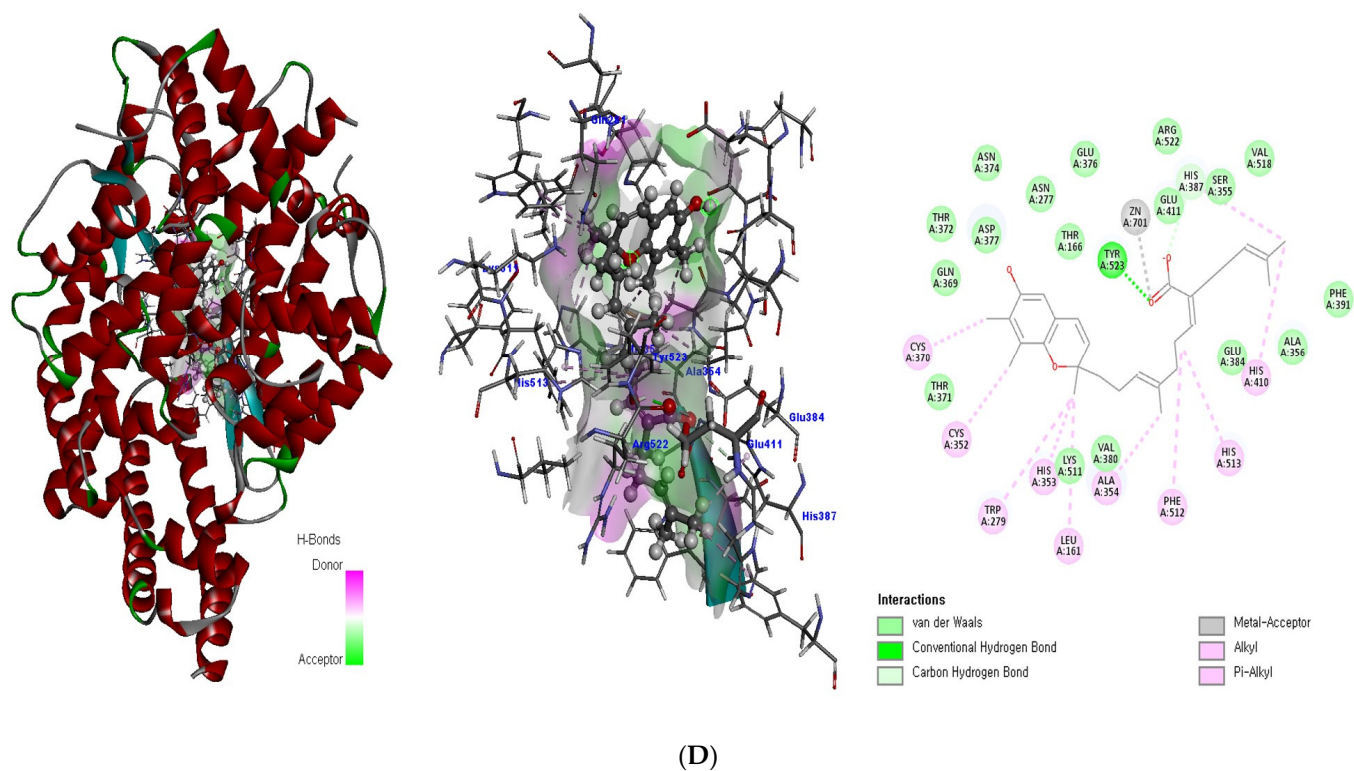 H-Bonds
Donor
Acceptor
His513
Tyr523
Ala354
Glu384
Arg522
Glu411
His387
ARG
A:522
GLU
A:376
VAL
A:518
ASN
A:374
HIS
A:387
SER
A:355
ASN
A:277
GLU
A:411
ZN
A:701
THR
A:372
ASP
A:377
THR
A:166
TYR
A:523
O
O
O
O
GLN
A:369
PHE
A:391
CYS
A:370
GLU
A:384
ALA
A:356
HIS
A:410
THR
A:371
CYS
A:352
HIS
A:353
LYS
A:511
VAL
A:380
ALA
A:354
HIS
A:513
PHE
A:512
TRP
A:279
LEU
A:161
Interactions
van der Waals
Conventional Hydrogen Bond
Carbon Hydrogen Bond
Metal-Acceptor
Alkyl
Pi-Alkyl
(D)